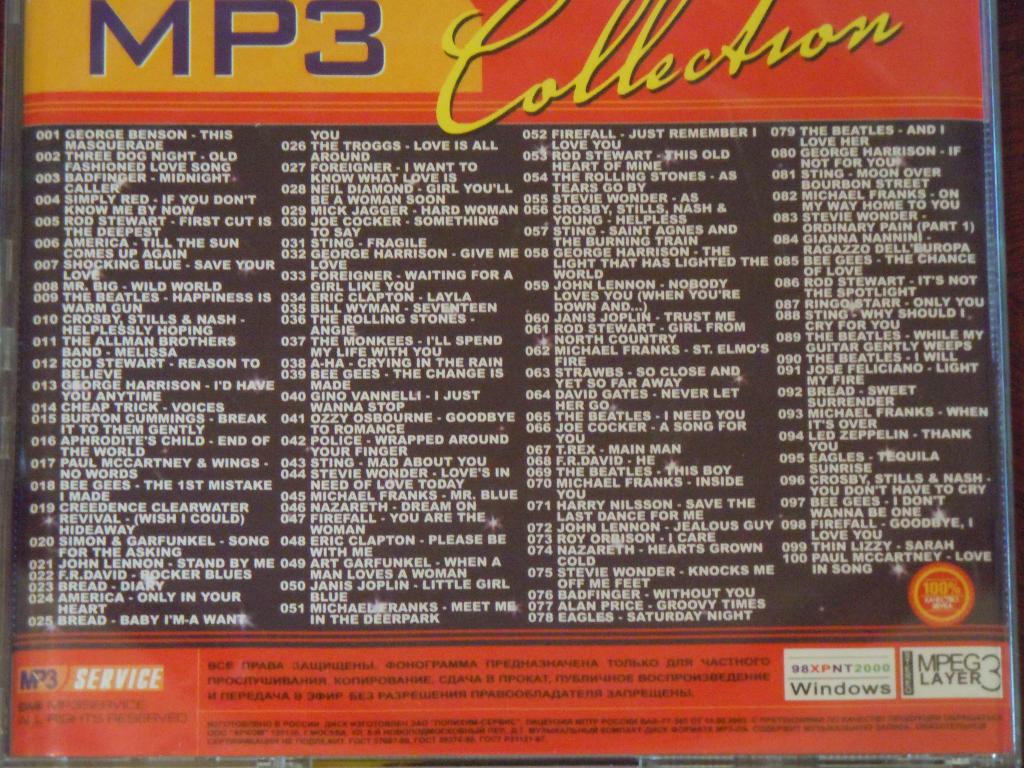 MP3 Collection
001 GEORGE BENSON - THIS
MASQUERADE
002 THREE DOG NIGHT - OLD
FASHIONED LOVE SONG
003 BADFINGER - MIDNIGHT
CALLER
004 SIMPLY RED - IF YOU DON'T
KNOW ME BY NOW
005 ROD STEWART - FIRST CUT IS
THE DEEPEST
006 AMERICA - TILL THE SUN
COMES UP AGAIN
007 SHOCKING BLUE - SAVE YOUR
LOVE
008 MR. BIG - WILD WORLD
009 THE BEATLES - HAPPINESS IS
WARM GUN
010 CROSBY, STILLS & NASH -
HELPLESSLY HOPING
011 THE ALLMAN BROTHERS
BAND - MELISSA
012 ROD STEWART - REASON TO
BELIEVE
013 GEORGE HARRISON - I'D HAVE
YOU ANYTIME
014 CHEAP TRICK - VOICES
015 BURTON CUMMINGS - BREAK
IT TO THEM GENTLY
016 APHRODITE'S CHILD - END OF
THE WORLD
017 PAUL MCCARTNEY & WINGS -
NO WORDS
018 BEE GEES - THE 1ST MISTAKE
I MADE
019 CREEDENCE CLEARWATER
REVIVAL - (WISH I COULD)
HIDEAWAY
020 SIMON & GARFUNKEL - SONG
FOR THE ASKING
021 JOHN LENNON - STAND BY ME
022 F.R.DAVID - ROCKER BLUES
023 BREAD - DIARY
024 AMERICA - ONLY IN YOUR
HEART
025 BREAD - BABY I'M-A WANT
YOU
026 THE TROGGS - LOVE IS ALL
AROUND
027 FOREIGNER - I WANT TO
KNOW WHAT LOVE IS
028 NEIL DIAMOND - GIRL YOU'LL
BE A WOMAN SOON
029 MICK JAGGER - HARD WOMAN
030 JOE COCKER - SOMETHING
TO SAY
031 STING - FRAGILE
032 GEORGE HARRISON - GIVE ME
LOVE
033 FOREIGNER - WAITING FOR A
GIRL LIKE YOU
034 ERIC CLAPTON - LAYLA
035 BILL WYMAN - SEVENTEEN
036 THE ROLLING STONES -
ANGIE
037 THE MONKEES - I'LL SPEND
MY LIFE WITH YOU
038 A-HA - CRYING IN THE RAIN
039 BEE GEES - THE CHANGE IS
MADE
040 GINO VANNELLI - I JUST
WANNA STOP
041 OZZY OSBOURNE - GOODBYE
TO ROMANCE
042 POLICE - WRAPPED AROUND
YOUR FINGER
043 STING - MAD ABOUT YOU
044 STEVIE WONDER - LOVE'S IN
NEED OF LOVE TODAY
045 MICHAEL FRANKS - MR. BLUE
046 NAZARETH - DREAM ON
047 FIREFALL - YOU ARE THE
WOMAN
048 ERIC CLAPTON - PLEASE BE
WITH ME
049 ART GARFUNKEL - WHEN A
MAN LOVES A WOMAN
050 JANIS JOPLIN - LITTLE GIRL
BLUE
051 MICHAEL FRANKS - MEET ME
IN THE DEERPARK
052 FIREFALL - JUST REMEMBER I
LOVE YOU
053 ROD STEWART - THIS OLD
HEART OF MINE
054 THE ROLLING STONES - AS
TEARS GO BY
055 STEVIE WONDER - AS
056 CROSBY, STILLS, NASH &
YOUNG - HELPLESS
057 STING - SAINT AGNES AND
THE BURNING TRAIN
058 GEORGE HARRISON - THE
LIGHT THAT HAS LIGHTED THE
WORLD
059 JOHN LENNON - NOBODY
LOVES YOU (WHEN YOU'RE
DOWN AND...)
060 JANIS JOPLIN - TRUST ME
061 ROD STEWART - GIRL FROM
NORTH COUNTRY
062 MICHAEL FRANKS - ST. ELMO'S
FIRE
063 STRAWBS - SO CLOSE AND
YET SO FAR AWAY
064 DAVID GATES - NEVER LET
HER GO
065 THE BEATLES - I NEED YOU
066 JOE COCKER - A SONG FOR
YOU
067 T.REX - MAIN MAN
068 F.R.DAVID - HE
069 THE BEATLES - THIS BOY
070 MICHAEL FRANKS - INSIDE
YOU
071 HARRY NILSSON - SAVE THE
LAST DANCE FOR ME
072 JOHN LENNON - JEALOUS GUY
073 ROY ORBISON - I CARE
074 NAZARETH - HEARTS GROWN
COLD
075 STEVIE WONDER - KNOCKS ME
OFF ME FEET
076 BADFINGER - WITHOUT YOU
077 ALAN PRICE - GROOVY TIMES
078 EAGLES - SATURDAY NIGHT
079 THE BEATLES - AND I
LOVE HER
080 GEORGE HARRISON - IF
NOT FOR YOU
081 STING - MOON OVER
BOURBON STREET
082 MICHAEL FRANKS - ON
MY WAY HOME TO YOU
083 STEVIE WONDER -
ORDINARY PAIN (PART 1)
084 GIANNA NANNINI -
RAGAZZO DELL'EUROPA
085 BEE GEES - THE CHANCE
OF LOVE
086 ROD STEWART - IT'S NOT
THE SPOTLIGHT
087 RINGO STARR - ONLY YOU
088 STING - WHY SHOULD I
CRY FOR YOU
089 THE BEATLES - WHILE MY
GUITAR GENTLY WEEPS
090 THE BEATLES - I WILL
091 JOSE FELICIANO - LIGHT
MY FIRE
092 BREAD - SWEET
SURRENDER
093 MICHAEL FRANKS - WHEN
IT'S OVER
094 LED ZEPPELIN - THANK
YOU
095 EAGLES - TEQUILA
SUNRISE
096 CROSBY, STILLS & NASH -
YOU DON'T HAVE TO CRY
097 BEE GEES - I DON'T
WANNA BE ONE
098 FIREFALL - GOODBYE, I
LOVE YOU
099 THIN LIZZY - SARAH
100 PAUL MCCARTNEY - LOVE
IN SONG
100%
КАЧЕСТВО
ЗВУКА
MP3 SERVICE
MP3SERVICE
ALL RIGHTS RESERVED
ВСЕ ПРАВА ЗАЩИЩЕНЫ. ФОНОГРАММА ПРЕДНАЗНАЧЕНА ТОЛЬКО ДЛЯ ЧАСТНОГО
ПРОСЛУШИВАНИЯ. КОПИРОВАНИЕ, СДАЧА В ПРОКАТ, ПУБЛИЧНОЕ ВОСПРОИЗВЕДЕНИЕ
И ПЕРЕДАЧА В ЭФИР БЕЗ РАЗРЕШЕНИЯ ПРАВООБЛАДАТЕЛЯ ЗАПРЕЩЕНЫ.
ИЗГОТОВЛЕНО В РОССИИ ДИСК ИЗГОТОВЛЕН ЗАО
98XPNT2000
Windows
MPEG
LAYER 3